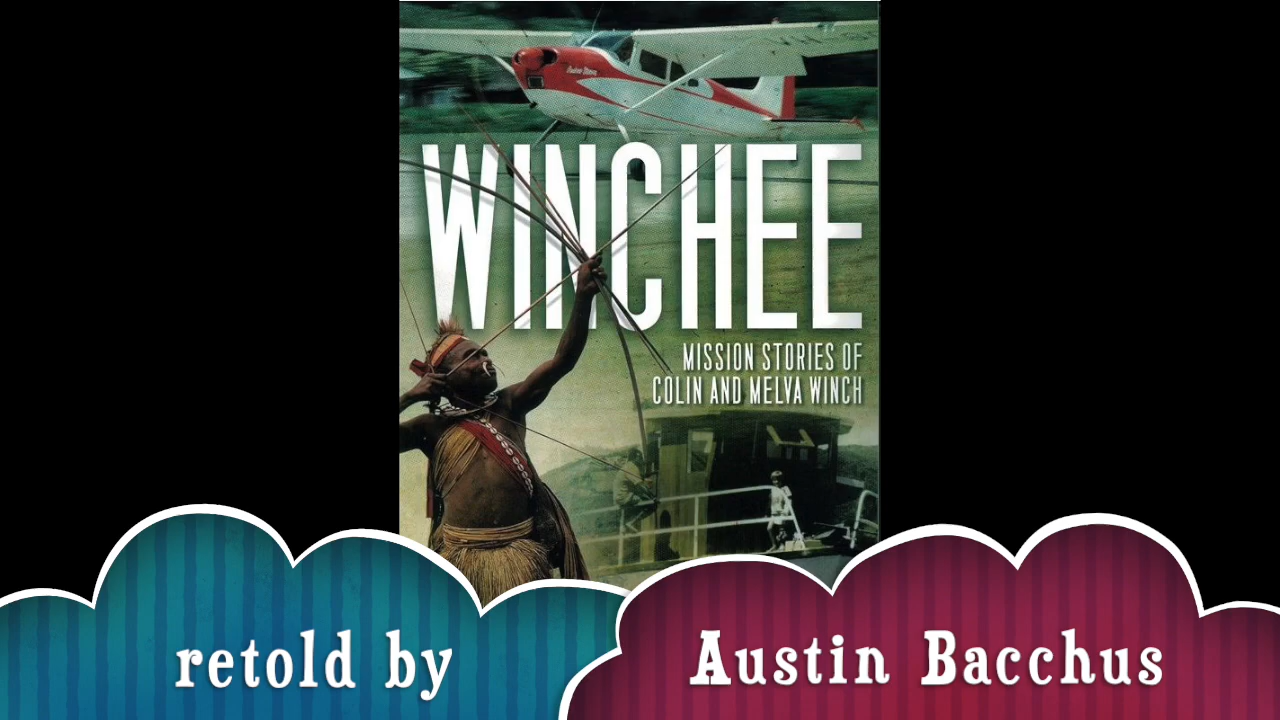 WINCHEE
MISSION STORIES OF
COLIN AND MELVA WINCH
retold by
Austin Bacchus